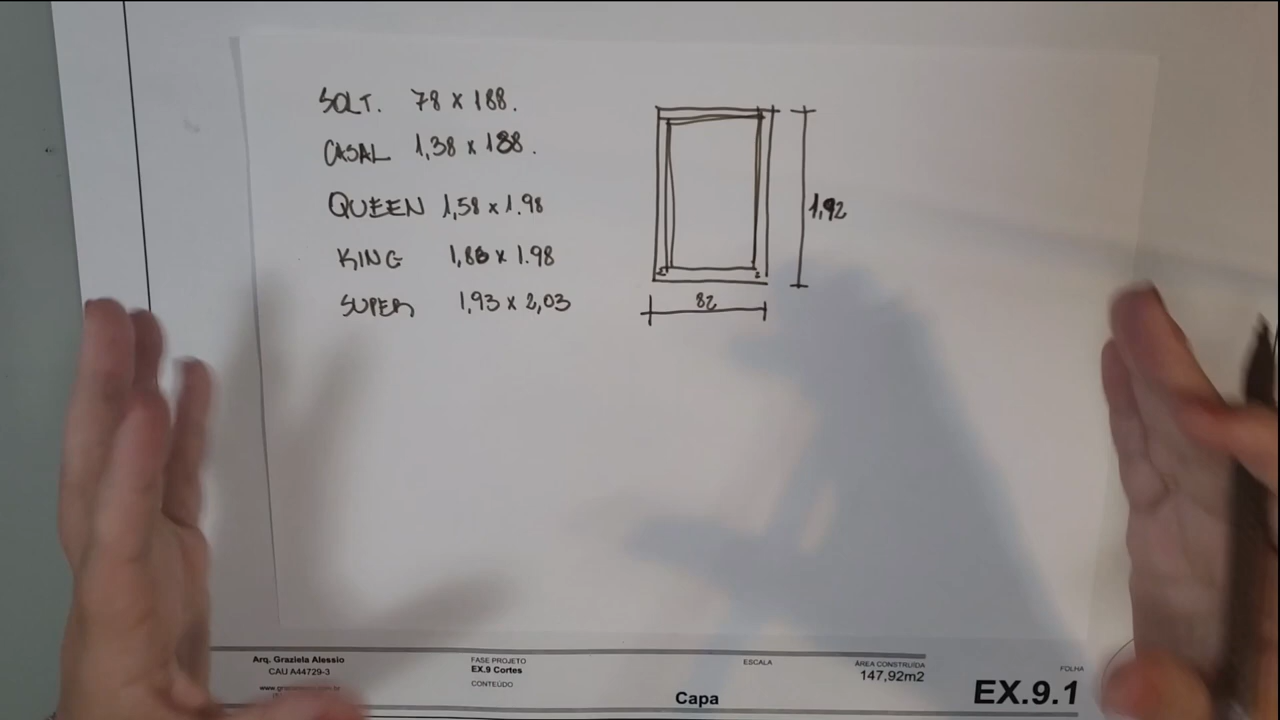 SOLT. 78 x 188.
CASAL 1,38 x 188.
QUEEN 1,58 x 1.98
KING 1,86 x 1.98
SUPER 1,93 x 2,03
1,92
82
Arq. Graziela Alessio
CAU A44729-3
FASE PROJETO
EX.9 Cortes
CONTEÚDO
Capa
ESCALA
ÁREA CONSTRUÍDA
147,92m2
FOLHA
EX.9.1